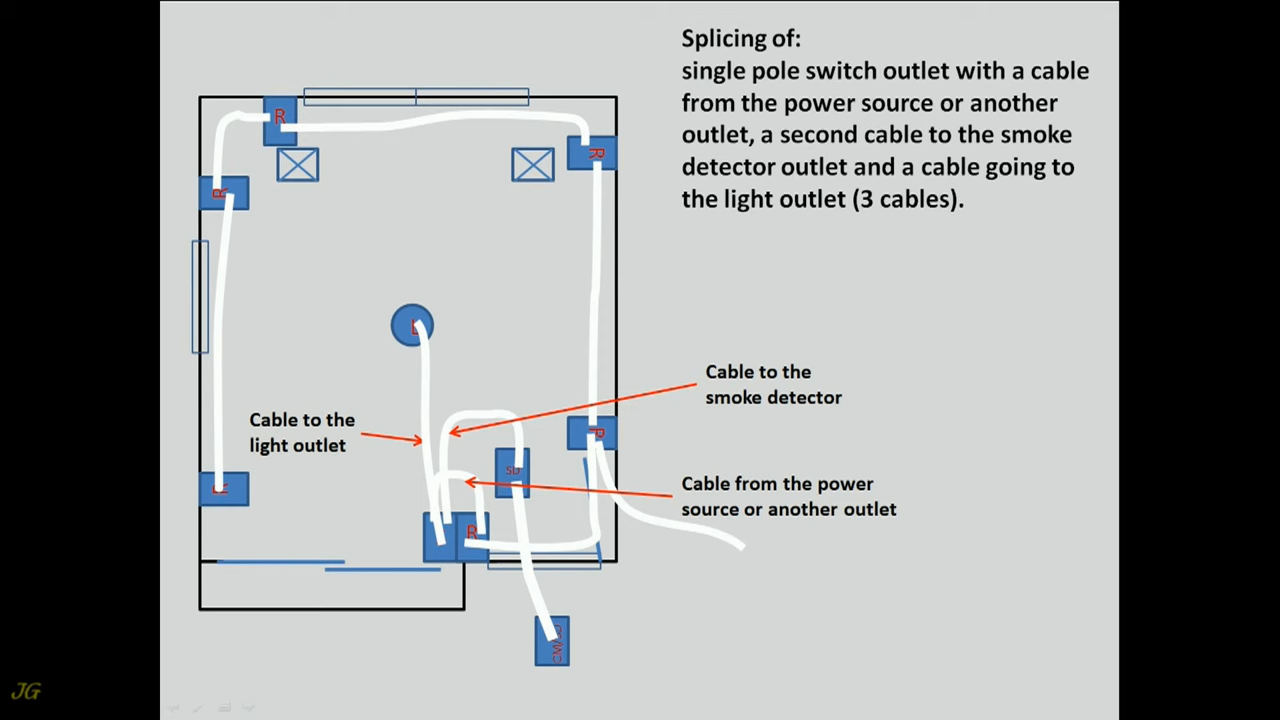 Splicing of:
single pole switch outlet with a cable
from the power source or another
outlet, a second cable to the smoke
detector outlet and a cable going to
the light outlet (3 cables).
R
R
R
L
Cable to the
smoke detector
Cable to the
light outlet
R
SD
Cable from the power
source or another outlet
R
R
JG